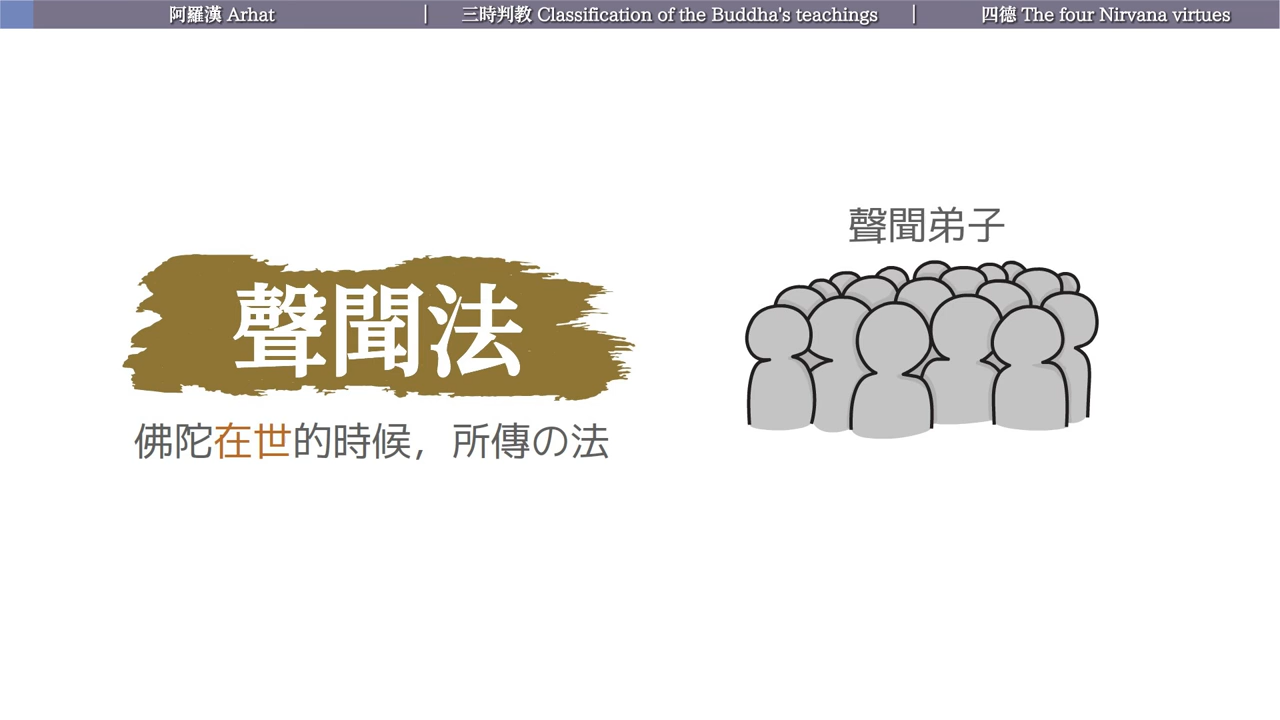 阿羅漢 Arhat | 三時判教 Classification of the Buddha's teachings | 四德 The four Nirvana virtues
聲聞弟子
聲聞法
佛陀在世的時候，所傳の法